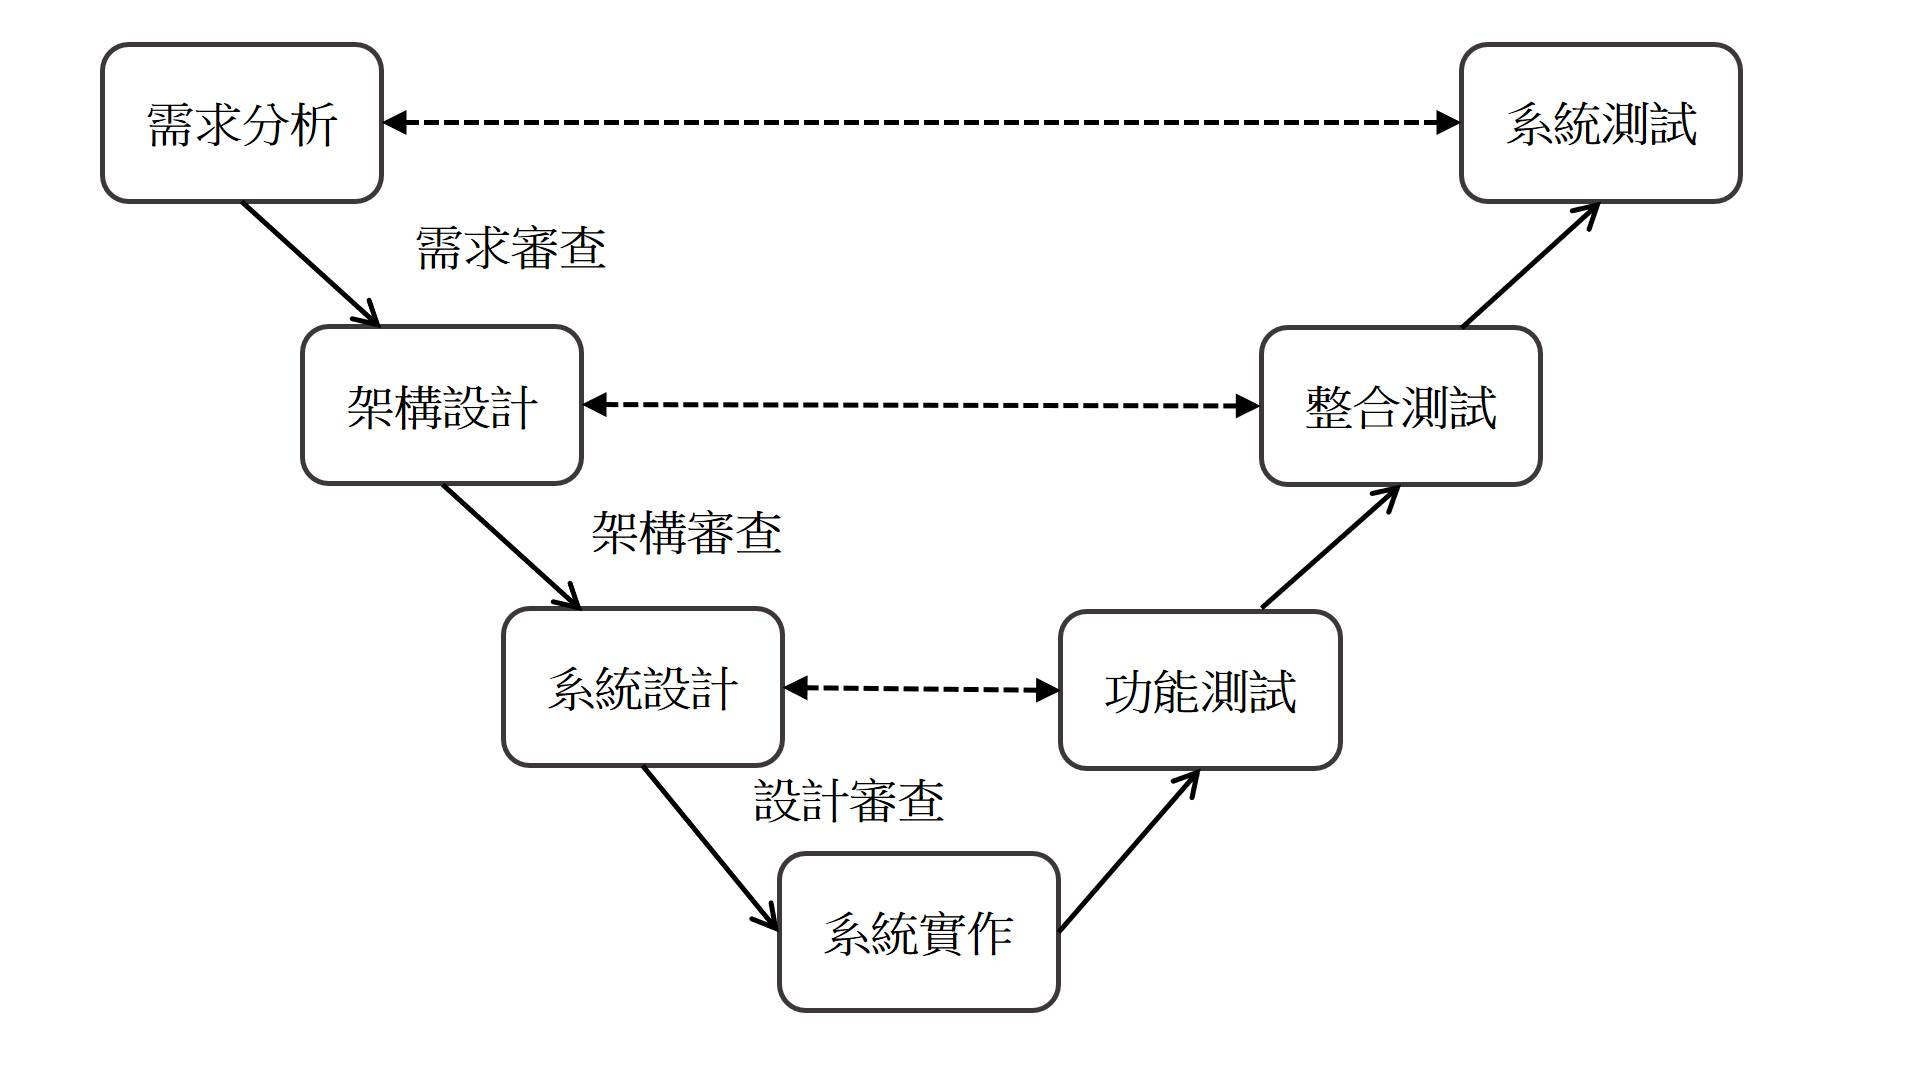 需求分析
系統測試
需求審查
架構設計
整合測試
架構審查
系統設計
功能測試
設計審查
系統實作